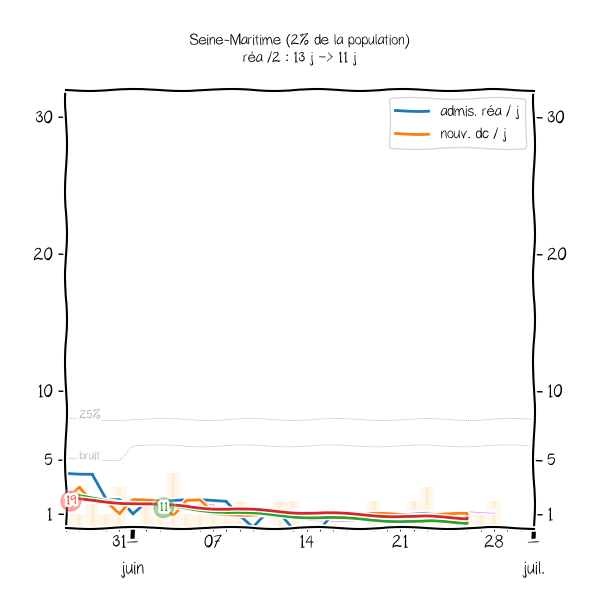 Seine-Maritime (2% de la population)
réa /2 : 13 j -> 11 j
admis. réa / j
nouv. dc / j
30 30
20 20
10 10
25%
bruit
5 5
19 11
1 1
31 07 14 21 28
juin juil.